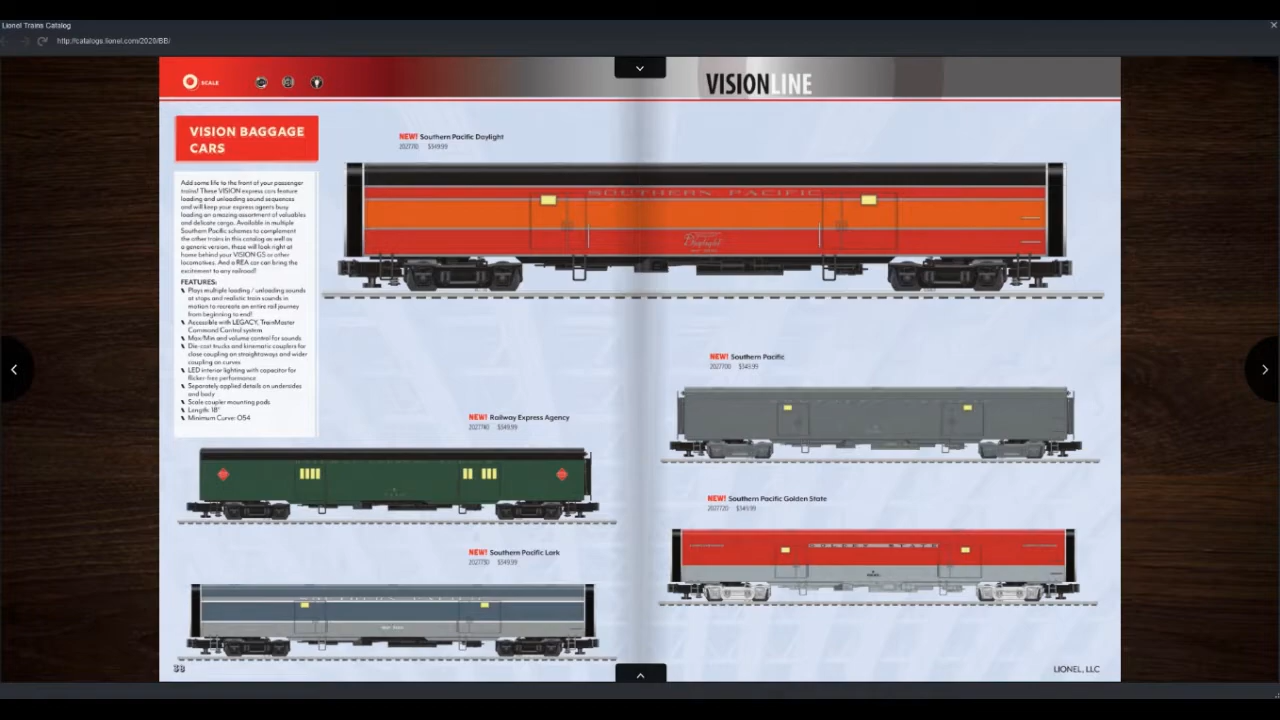 Lionel Trains Catalog
http://catalogs.lionel.com/2020/BB/
O SCALE
VISIONLINE
VISION BAGGAGE
CARS
Add some life to the front of your passenger
trains! These VISION express cars feature
loading and unloading sound sequences
and will keep your express agents busy
loading an amazing assortment of valuables
and delicate cargo. Available in multiple
Southern Pacific schemes to complement
the other trains in this catalog as well as
a generic version, these will look right at
home behind your VISION GS or other
locomotives. And a REA car can bring the
excitement to any railroad!
FEATURES:
Plays multiple loading / unloading sounds
at stops and realistic train sounds in
motion to recreate an entire rail journey
from beginning to end!
Accessible with LEGACY, TrainMaster
Command Control system
Max/Min and volume control for sounds
Die-cast trucks and kinematic couplers for
close coupling on straightaways and wider
coupling on curves
LED interior lighting with capacitor for
flicker-free performance
Separately applied details on undersides
and body
Scale coupler mounting pads
Length: 18"
Minimum Curve: O54
NEW! Southern Pacific Daylight
2027710 $349.99
SOUTHERN PACIFIC
Daylight
NEW! Southern Pacific
2027700 $349.99
NEW! Railway Express Agency
2027740 $349.99
NEW! Southern Pacific Golden State
2027720 $349.99
GOLDEN STATE
NEW! Southern Pacific Lark
2027730 $349.99
SOUTHERN PACIFIC
38
LIONEL, LLC